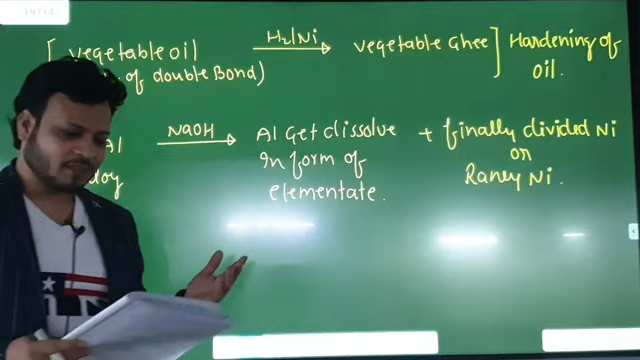 [ vegetable oil H₂/Ni vegetable Ghee ] Hardening of
of double Bond) oil.
Al NaOH Al Get dissolve + finally divided Ni
In form of or
elementate. Raney Ni.